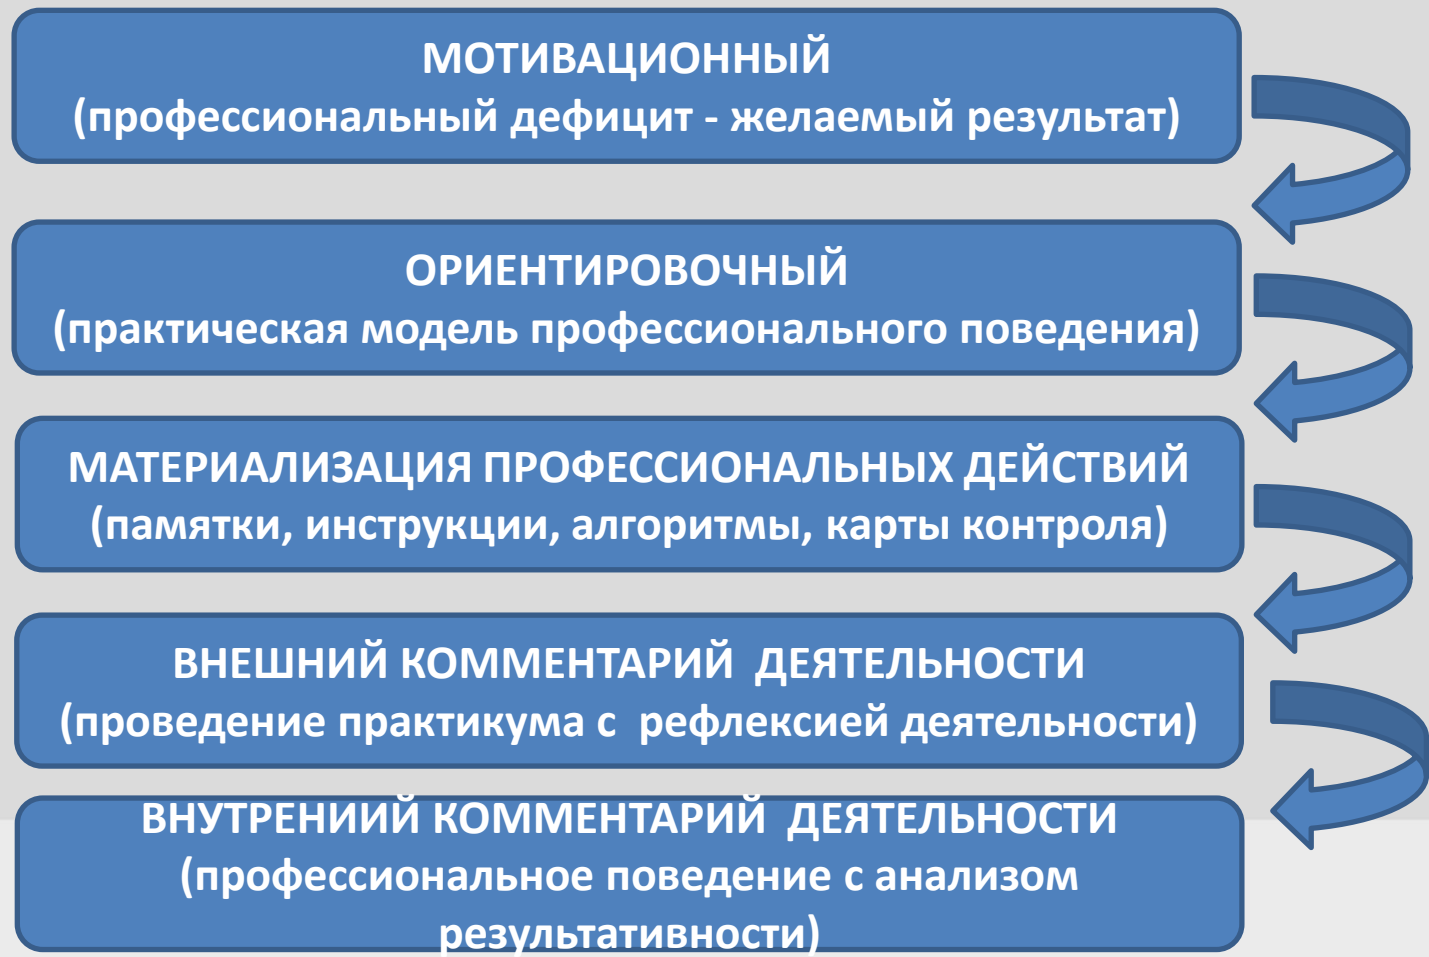 МОТИВАЦИОННЫЙ
(профессиональный дефицит - желаемый результат)
ОРИЕНТИРОВОЧНЫЙ
(практическая модель профессионального поведения)
МАТЕРИАЛИЗАЦИЯ ПРОФЕССИОНАЛЬНЫХ ДЕЙСТВИЙ
(памятки, инструкции, алгоритмы, карты контроля)
ВНЕШНИЙ КОММЕНТАРИЙ  ДЕЯТЕЛЬНОСТИ
(проведение практикума с  рефлексией деятельности)
ВНУТРЕНИИЙ КОММЕНТАРИЙ  ДЕЯТЕЛЬНОСТИ
(профессиональное поведение с анализом
результативности)